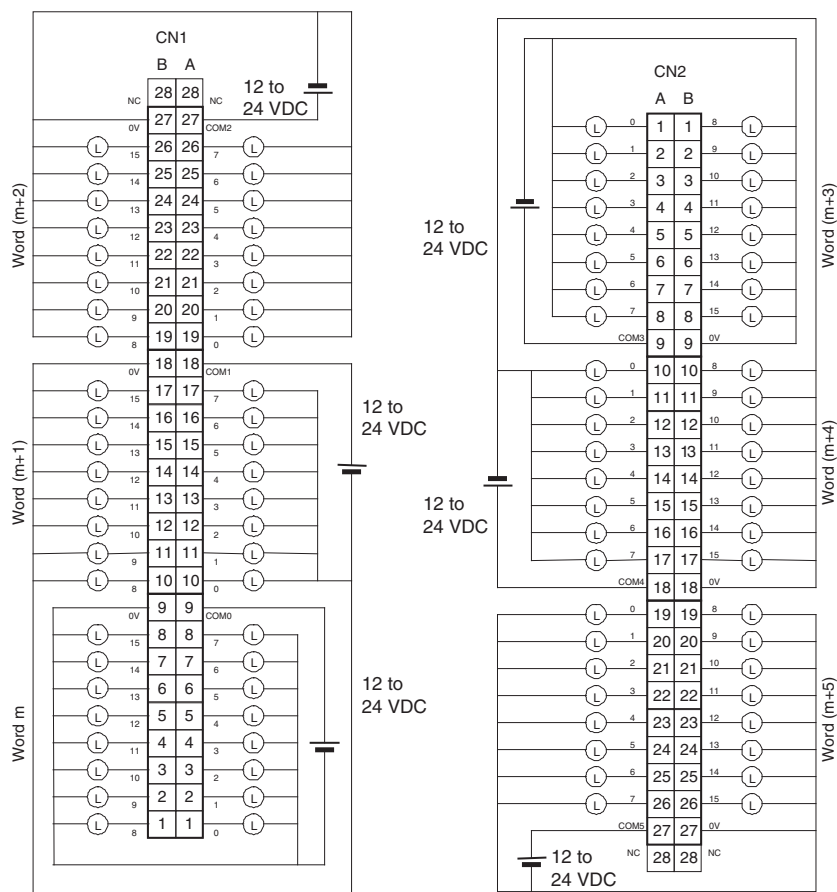 CN1
B A
12 to
24 VDC
NC 28 28 NC
0V 27 27 COM2
L 15 26 26 7 L
L 14 25 25 6 L
L 13 24 24 5 L
L 12 23 23 4 L
L 11 22 22 3 L
L 10 21 21 2 L
L 9 20 20 1 L
L 8 19 19 0 L
Word (m+2)
0V 18 18 COM1
L 15 17 17 7 L
L 14 16 16 6 L
L 13 15 15 5 L
L 12 14 14 4 L
L 11 13 13 3 L
L 10 12 12 2 L
L 9 11 11 1 L
L 8 10 10 0 L
Word (m+1)
12 to
24 VDC
0V 9 9 COM0
L 15 8 8 7 L
L 14 7 7 6 L
L 13 6 6 5 L
L 12 5 5 4 L
L 11 4 4 3 L
L 10 3 3 2 L
L 9 2 2 1 L
L 8 1 1 0 L
Word m
12 to
24 VDC
CN2
A B
L 0 1 1 8 L
L 1 2 2 9 L
L 2 3 3 10 L
L 3 4 4 11 L
L 4 5 5 12 L
L 5 6 6 13 L
L 6 7 7 14 L
L 7 8 8 15 L
COM3 9 9 0V
Word (m+3)
12 to
24 VDC
L 0 10 10 8 L
L 1 11 11 9 L
L 2 12 12 10 L
L 3 13 13 11 L
L 4 14 14 12 L
L 5 15 15 13 L
L 6 16 16 14 L
L 7 17 17 15 L
COM4 18 18 0V
Word (m+4)
12 to
24 VDC
L 0 19 19 8 L
L 1 20 20 9 L
L 2 21 21 10 L
L 3 22 22 11 L
L 4 23 23 12 L
L 5 24 24 13 L
L 6 25 25 14 L
L 7 26 26 15 L
COM5 27 27 0V
NC 28 28 NC
Word (m+5)
12 to
24 VDC